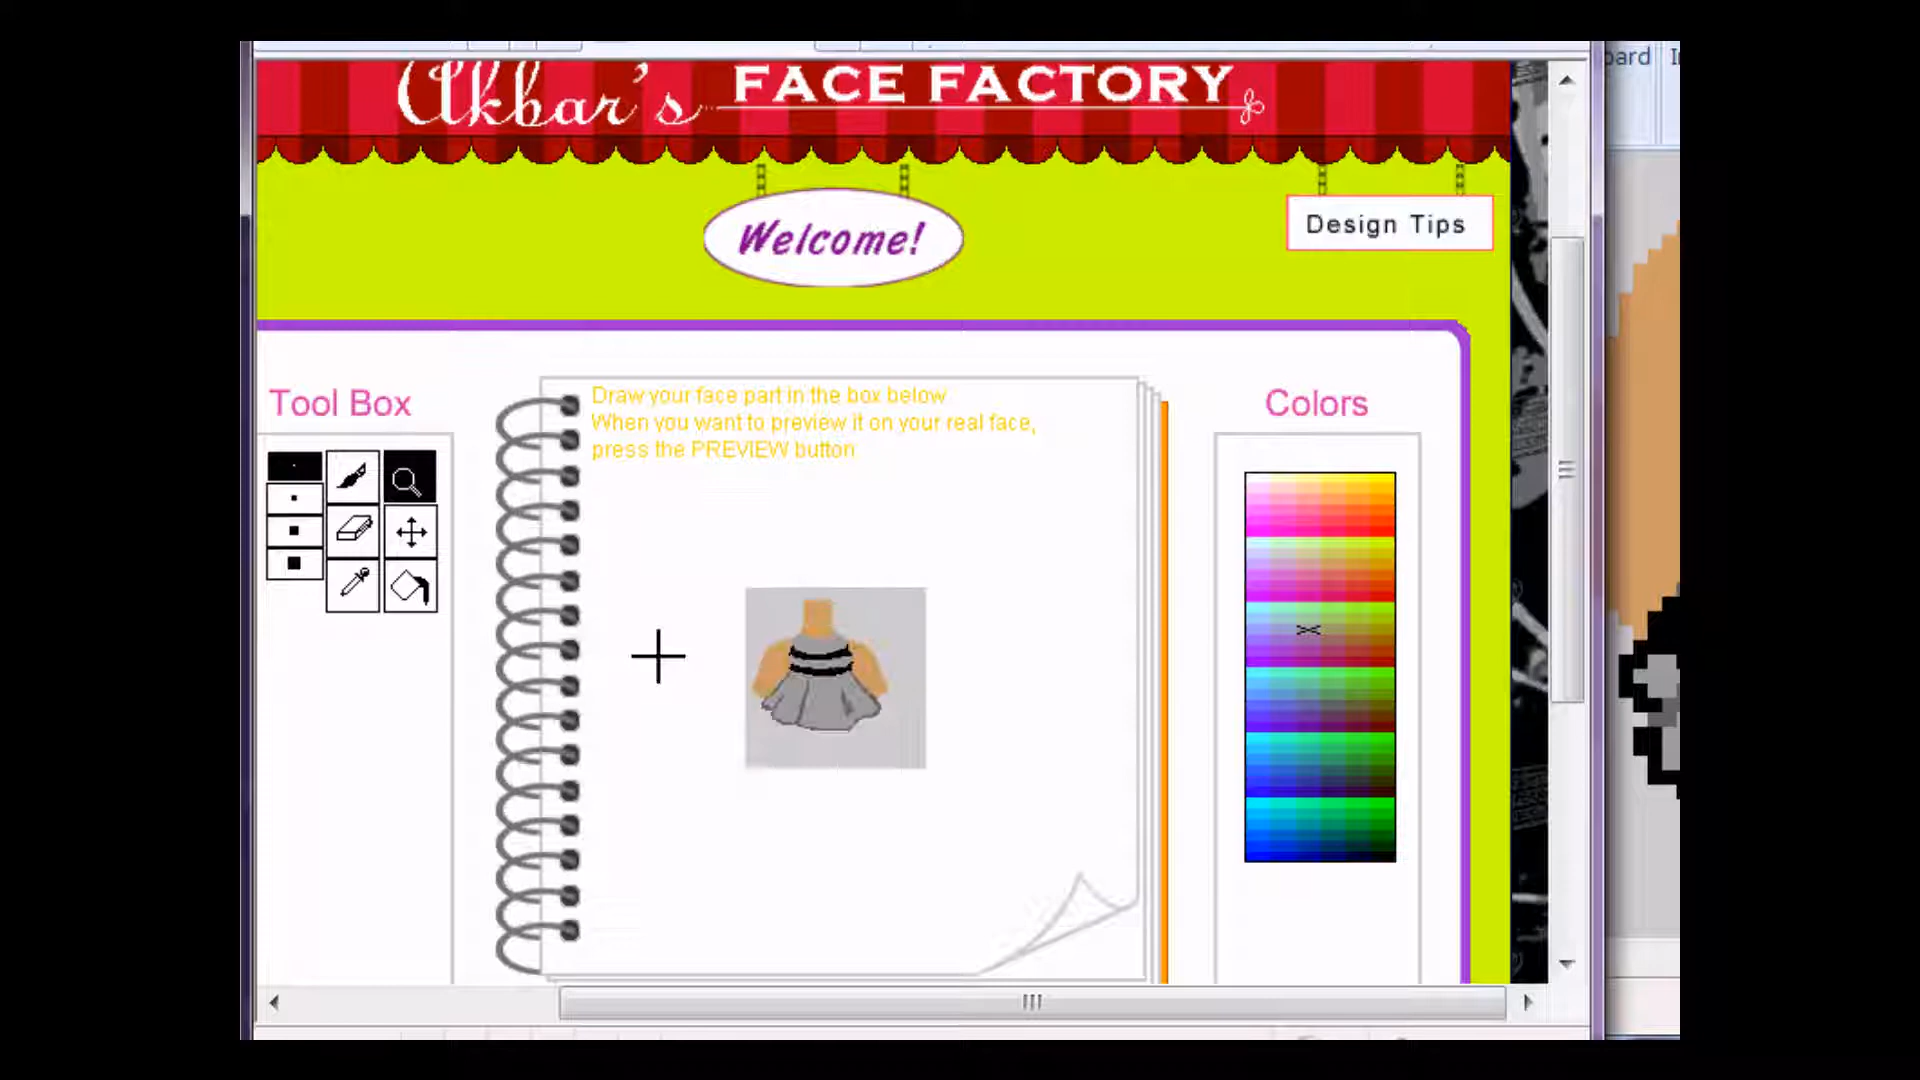 oard
Akbar's FACE FACTORY
Welcome!
Design Tips
Tool Box
Draw your face part in the box below
When you want to preview it on your real face,
press the PREVIEW button
Colors